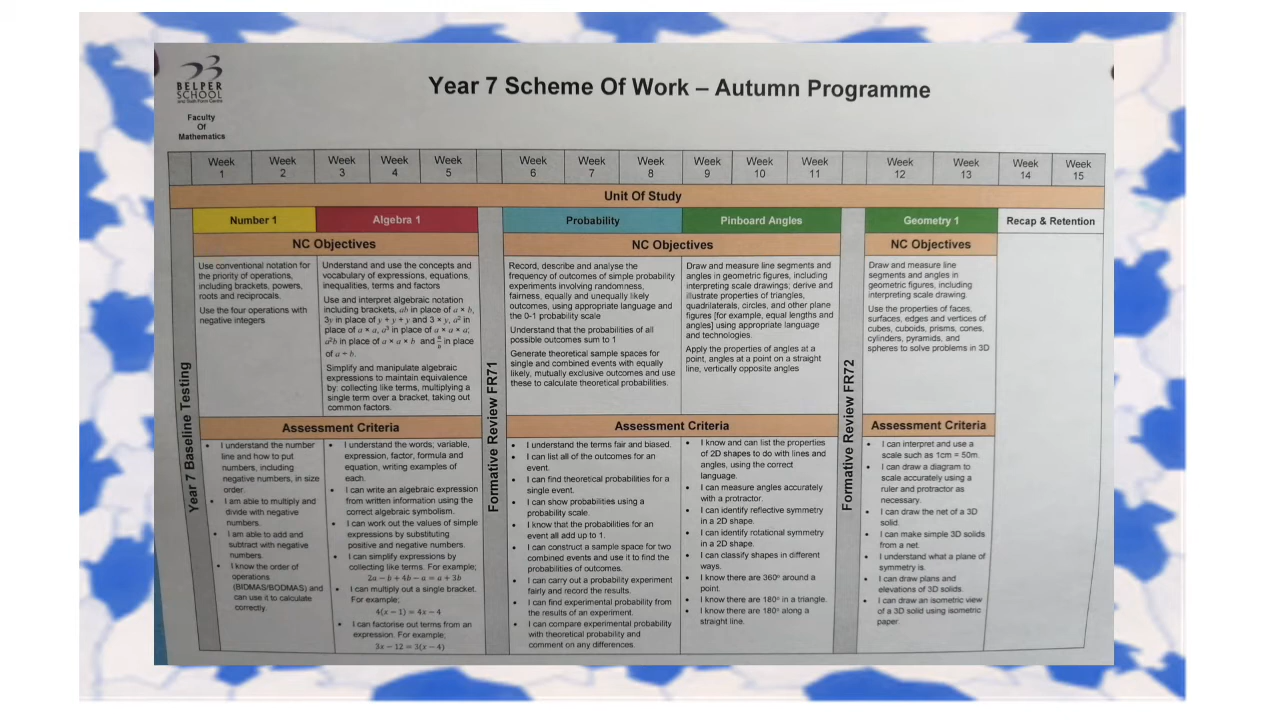 BELPER
SCHOOL
and Sixth Form Centre
Faculty
Of
Mathematics
Year 7 Scheme Of Work – Autumn Programme
Week 1
Week 2
Week 3
Week 4
Week 5
Week 6
Week 7
Week 8
Week 9
Week 10
Week 11
Week 12
Week 13
Week 14
Week 15
Unit Of Study
Year 7 Baseline Testing
Number 1
Algebra 1
NC Objectives
Use conventional notation for
the priority of operations,
including brackets, powers,
roots and reciprocals.
Use the four operations with
negative integers
Understand and use the concepts and
vocabulary of expressions, equations,
inequalities, terms and factors
Use and interpret algebraic notation
including brackets, ab in place of a × b,
3y in place of y + y + y and 3 × y, a² in
place of a × a, a³ in place of a × a × a;
a²b in place of a × a × b and a/b in place
of a ÷ b.
Simplify and manipulate algebraic
expressions to maintain equivalence
by: collecting like terms, multiplying a
single term over a bracket, taking out
common factors.
Assessment Criteria
• I understand the number
line and how to put
numbers, including
negative numbers, in size
order.
• I am able to multiply and
divide with negative
numbers.
• I am able to add and
subtract with negative
numbers.
• I know the order of
operations
(BIDMAS/BODMAS) and
can use it to calculate
correctly.
• I understand the words; variable,
expression, factor, formula and
equation, writing examples of
each.
• I can write an algebraic expression
from written information using the
correct algebraic symbolism.
• I can work out the values of simple
expressions by substituting
positive and negative numbers.
• I can simplify expressions by
collecting like terms. For example;
2a − b + 4b − a = a + 3b
• I can multiply out a single bracket.
For example;
4(x − 1) = 4x − 4
• I can factorise out terms from an
expression. For example;
3x − 12 = 3(x − 4)
Formative Review FR71
Probability
Pinboard Angles
NC Objectives
Record, describe and analyse the
frequency of outcomes of simple probability
experiments involving randomness,
fairness, equally and unequally likely
outcomes, using appropriate language and
the 0-1 probability scale
Understand that the probabilities of all
possible outcomes sum to 1
Generate theoretical sample spaces for
single and combined events with equally
likely, mutually exclusive outcomes and use
these to calculate theoretical probabilities.
Draw and measure line segments and
angles in geometric figures, including
interpreting scale drawings; derive and
illustrate properties of triangles,
quadrilaterals, circles, and other plane
figures [for example, equal lengths and
angles] using appropriate language
and technologies.
Apply the properties of angles at a
point, angles at a point on a straight
line, vertically opposite angles
Assessment Criteria
• I understand the terms fair and biased.
• I can list all of the outcomes for an
event.
• I can find theoretical probabilities for a
single event.
• I can show probabilities using a
probability scale.
• I know that the probabilities for an
event all add up to 1.
• I can construct a sample space for two
combined events and use it to find the
probabilities of outcomes.
• I can carry out a probability experiment
fairly and record the results.
• I can find experimental probability from
the results of an experiment.
• I can compare experimental probability
with theoretical probability and
comment on any differences.
• I know and can list the properties
of 2D shapes to do with lines and
angles, using the correct
language.
• I can measure angles accurately
with a protractor.
• I can identify reflective symmetry
in a 2D shape.
• I can identify rotational symmetry
in a 2D shape.
• I can classify shapes in different
ways.
• I know there are 360° around a
point.
• I know there are 180° in a triangle.
• I know there are 180° along a
straight line.
Formative Review FR72
Geometry 1
NC Objectives
Draw and measure line
segments and angles in
geometric figures, including
interpreting scale drawing.
Use the properties of faces,
surfaces, edges and vertices of
cubes, cuboids, prisms, cones,
cylinders, pyramids, and
spheres to solve problems in 3D
Assessment Criteria
• I can interpret and use a
scale such as 1cm = 50m.
• I can draw a diagram to
scale accurately using a
ruler and protractor as
necessary.
• I can draw the net of a 3D
solid.
• I can make simple 3D solids
from a net.
• I understand what a plane of
symmetry is.
• I can draw plans and
elevations of 3D solids.
• I can draw an isometric view
of a 3D solid using isometric
paper.
Recap & Retention